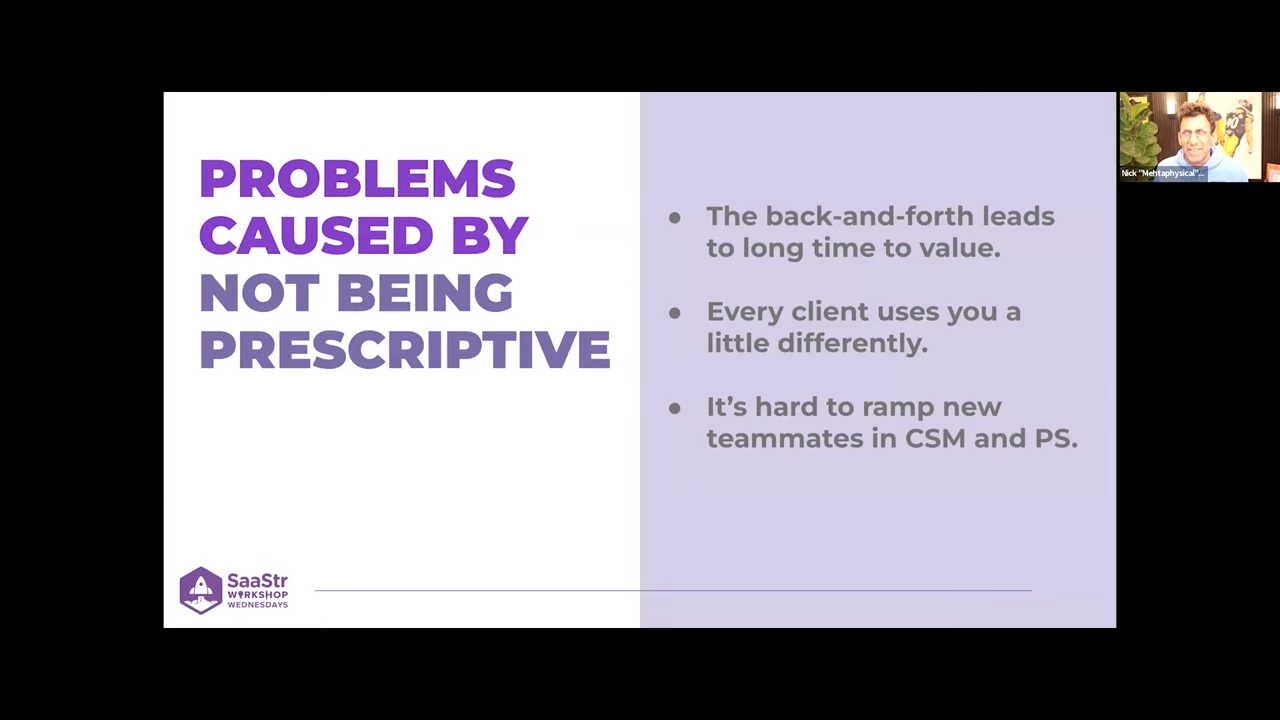 PROBLEMS
CAUSED BY
NOT BEING
PRESCRIPTIVE
● The back-and-forth leads
to long time to value.
● Every client uses you a
little differently.
● It's hard to ramp new
teammates in CSM and PS.
SaaStr
WORKSHOP
WEDNESDAYS
Nick "Mehtaphysical"...